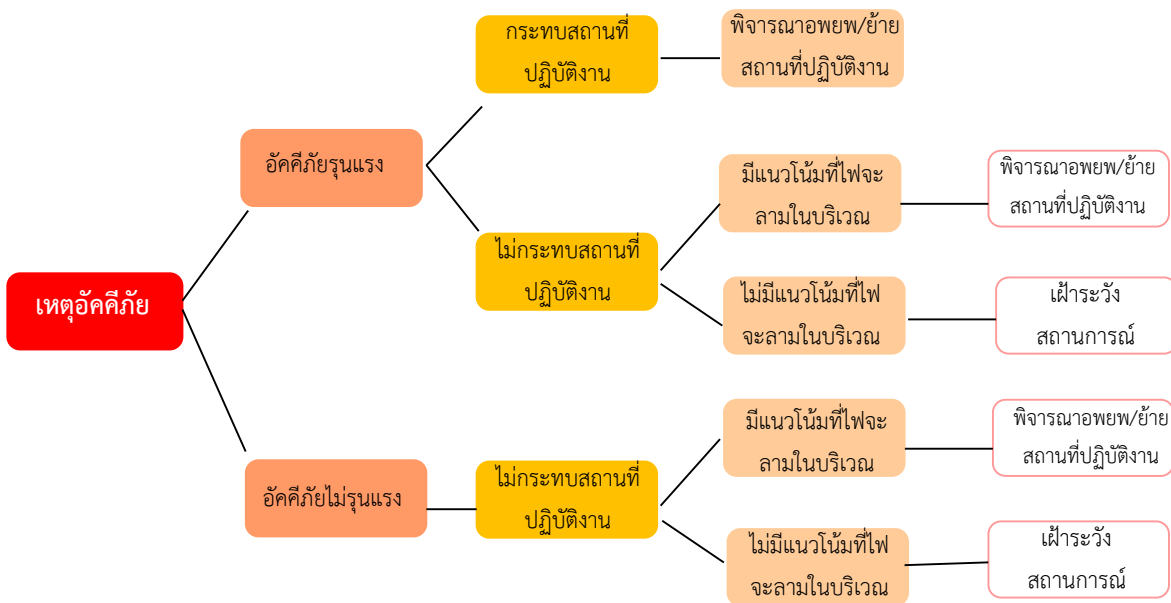 กระทบสถานที่
ปฏิบัติงาน
พิจารณาอพยพ/ย้าย
สถานที่ปฏิบัติงาน
อัคคีภัยรุนแรง
มีแนวโน้มที่ไฟจะ
ลามในบริเวณ
พิจารณาอพยพ/ย้าย
สถานที่ปฏิบัติงาน
ไม่กระทบสถานที่
ปฏิบัติงาน
เหตุอัคคีภัย
ไม่มีแนวโน้มที่ไฟ
จะลามในบริเวณ
เฝ้าระวัง
สถานการณ์
มีแนวโน้มที่ไฟจะ
ลามในบริเวณ
พิจารณาอพยพ/ย้าย
สถานที่ปฏิบัติงาน
อัคคีภัยไม่รุนแรง
ไม่กระทบสถานที่
ปฏิบัติงาน
ไม่มีแนวโน้มที่ไฟ
จะลามในบริเวณ
เฝ้าระวัง
สถานการณ์